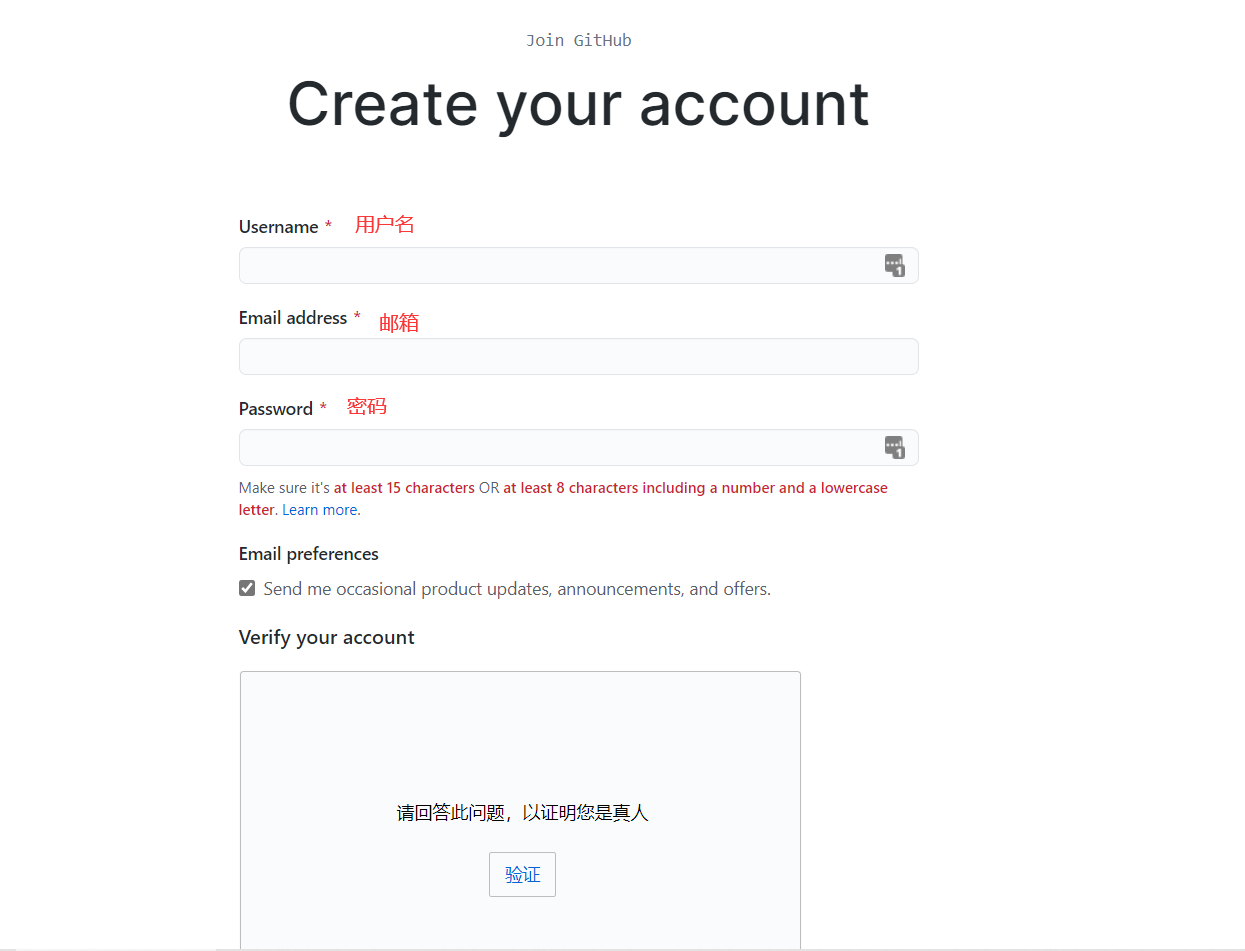 Join GitHub
Create your account
Username * 用户名
Email address * 邮箱
Password * 密码
Make sure it's at least 15 characters OR at least 8 characters including a number and a lowercase
letter. Learn more.
Email preferences
Send me occasional product updates, announcements, and offers.
Verify your account
请回答此问题，以证明您是真人
验证